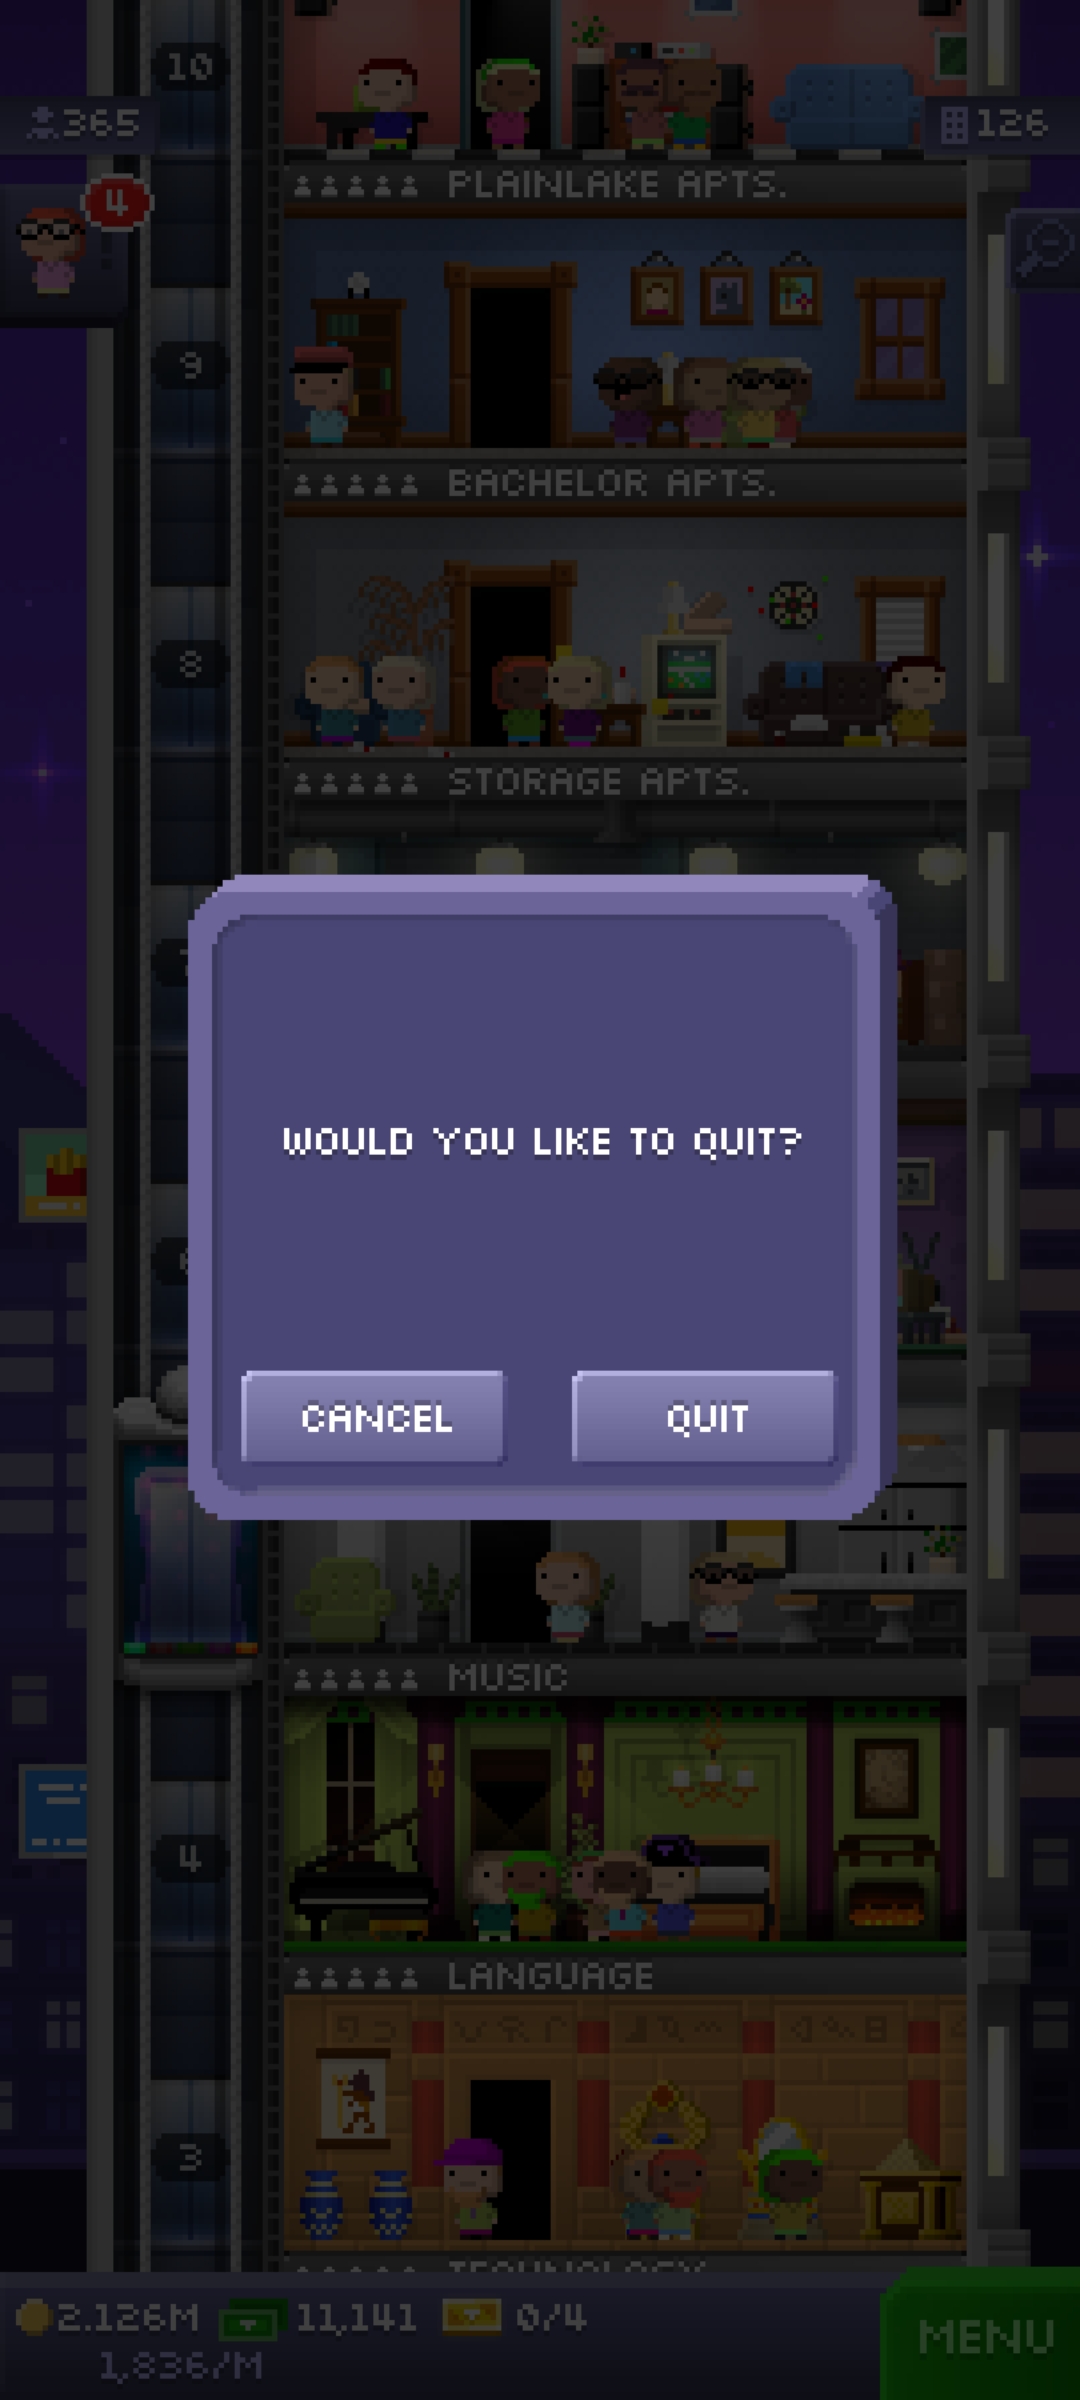 10
365
126
4
PLAINLAKE APTS.
9
BACHELOR APTS.
8
STORAGE APTS.
WOULD YOU LIKE TO QUIT?
CANCEL
QUIT
MUSIC
4
LANGUAGE
3
TECHNOLOGY
2.126M
11,141
0/4
MENU
1,836/M